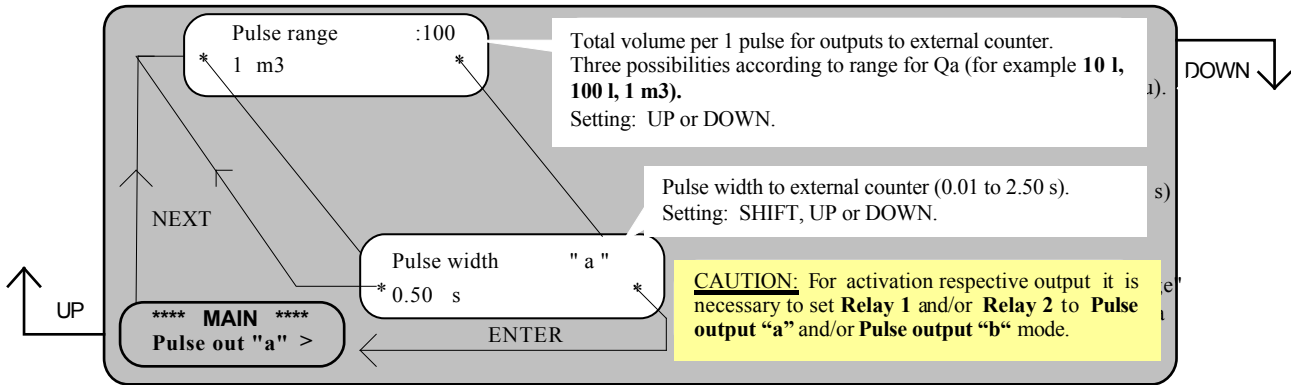 Pulse range :100
* 1 m3 *
Total volume per 1 pulse for outputs to external counter.
Three possibilities according to range for Qa (for example 10 l,
100 l, 1 m3).
Setting: UP or DOWN.
u).
DOWN
Pulse width to external counter (0.01 to 2.50 s).
Setting: SHIFT, UP or DOWN.
s)
NEXT
Pulse width "a"
* 0.50 s *
CAUTION: For activation respective output it is
necessary to set Relay 1 and/or Relay 2 to Pulse
output “a” and/or Pulse output “b“ mode.
e"
a
UP
**** MAIN ****
Pulse out "a" >
ENTER